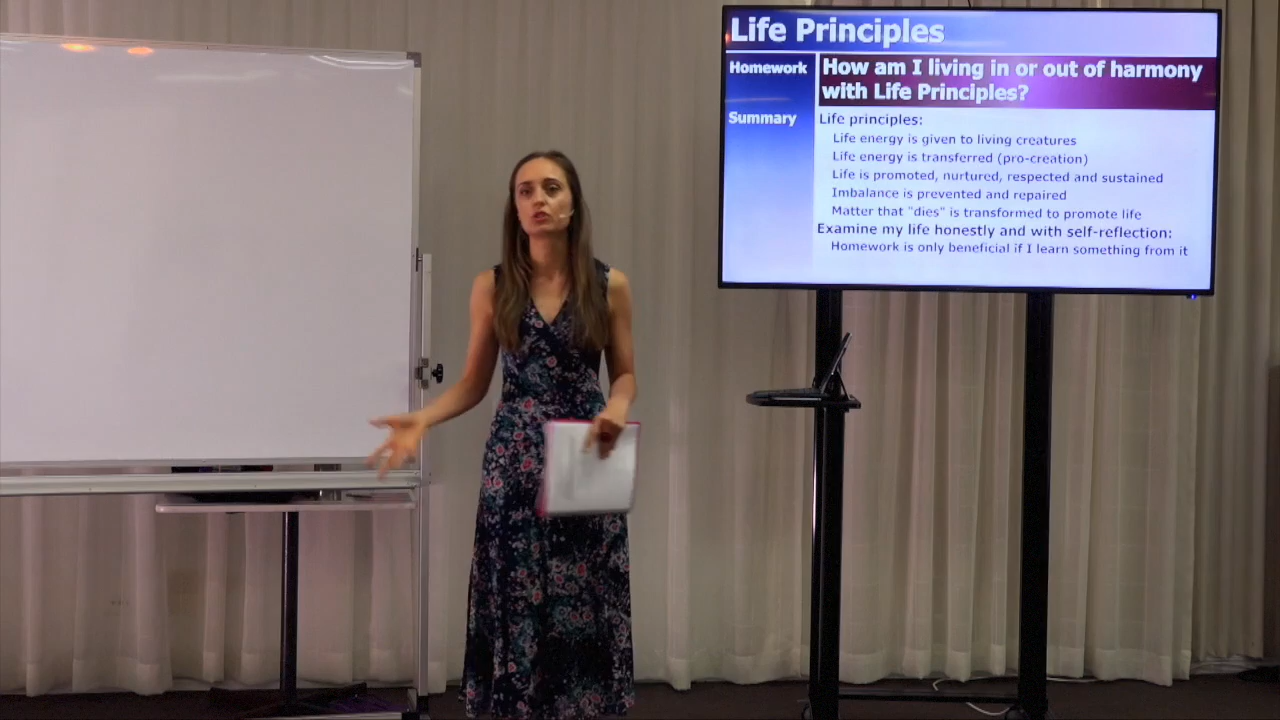 Life Principles
Homework
How am I living in or out of harmony
with Life Principles?
Summary
Life principles:
Life energy is given to living creatures
Life energy is transferred (pro-creation)
Life is promoted, nurtured, respected and sustained
Imbalance is prevented and repaired
Matter that "dies" is transformed to promote life
Examine my life honestly and with self-reflection:
Homework is only beneficial if I learn something from it